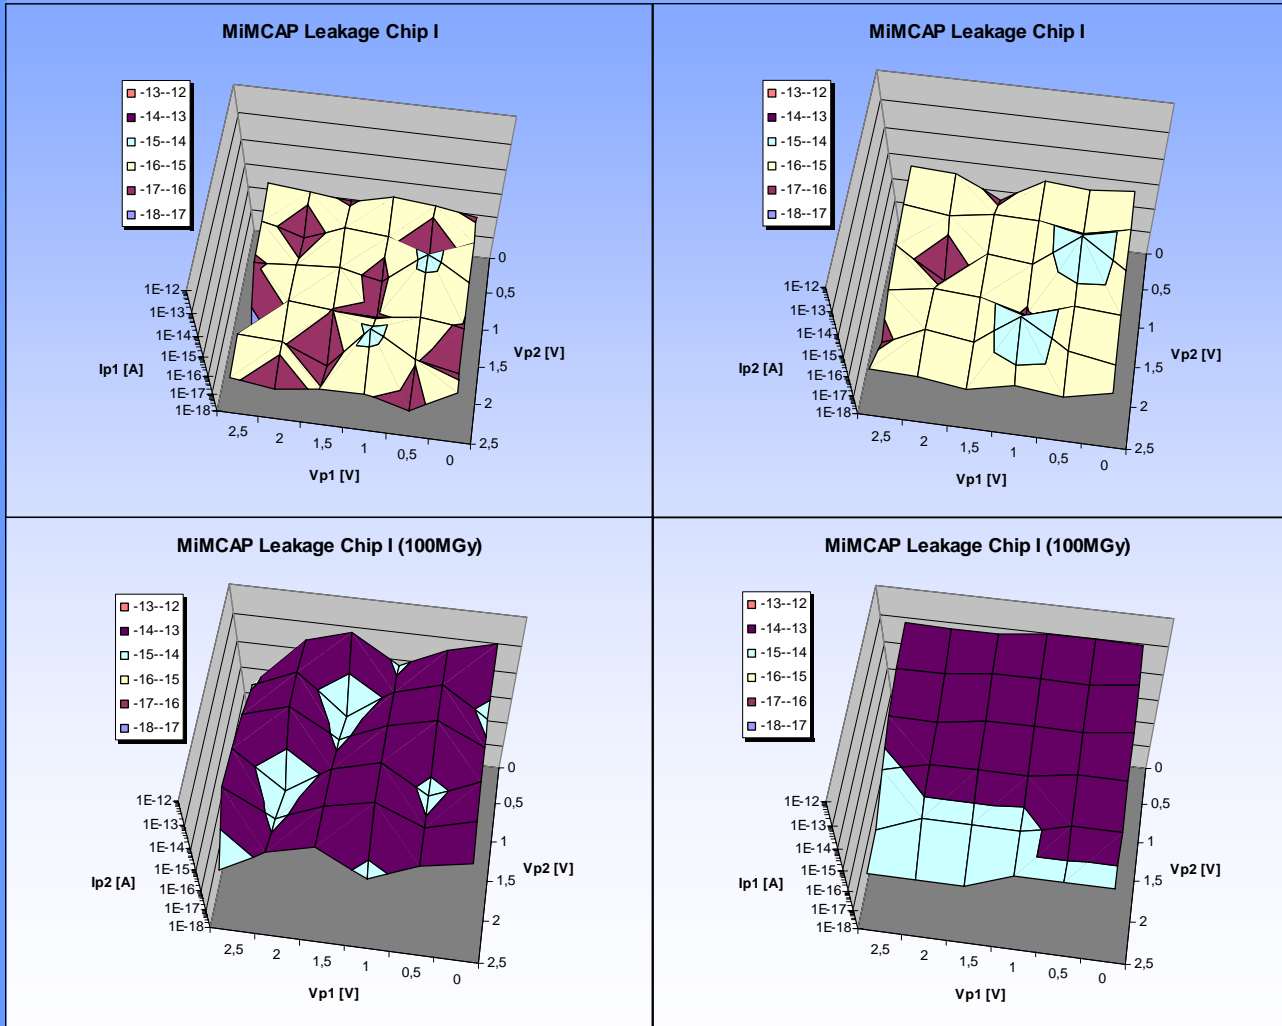 MiMCAP Leakage Chip I
-13--12
-14--13
-15--14
-16--15
-17--16
-18--17
1E-12
1E-13
1E-14
1E-15
1E-16
1E-17
1E-18
Ip1 [A]
2,5
2
1,5
1
0,5
0
Vp1 [V]
0
0,5
1
1,5
2
2,5
Vp2 [V]
MiMCAP Leakage Chip I
-13--12
-14--13
-15--14
-16--15
-17--16
-18--17
1E-12
1E-13
1E-14
1E-15
1E-16
1E-17
1E-18
Ip2 [A]
2,5
2
1,5
1
0,5
0
Vp1 [V]
0
0,5
1
1,5
2
2,5
Vp2 [V]
MiMCAP Leakage Chip I (100MGy)
-13--12
-14--13
-15--14
-16--15
-17--16
-18--17
1E-12
1E-13
1E-14
1E-15
1E-16
1E-17
1E-18
Ip2 [A]
2,5
2
1,5
1
0,5
0
Vp1 [V]
0
0,5
1
1,5
2
2,5
Vp2 [V]
MiMCAP Leakage Chip I (100MGy)
-13--12
-14--13
-15--14
-16--15
-17--16
-18--17
1E-12
1E-13
1E-14
1E-15
1E-16
1E-17
1E-18
Ip1 [A]
2,5
2
1,5
1
0,5
0
Vp1 [V]
0
0,5
1
1,5
2
2,5
Vp2 [V]